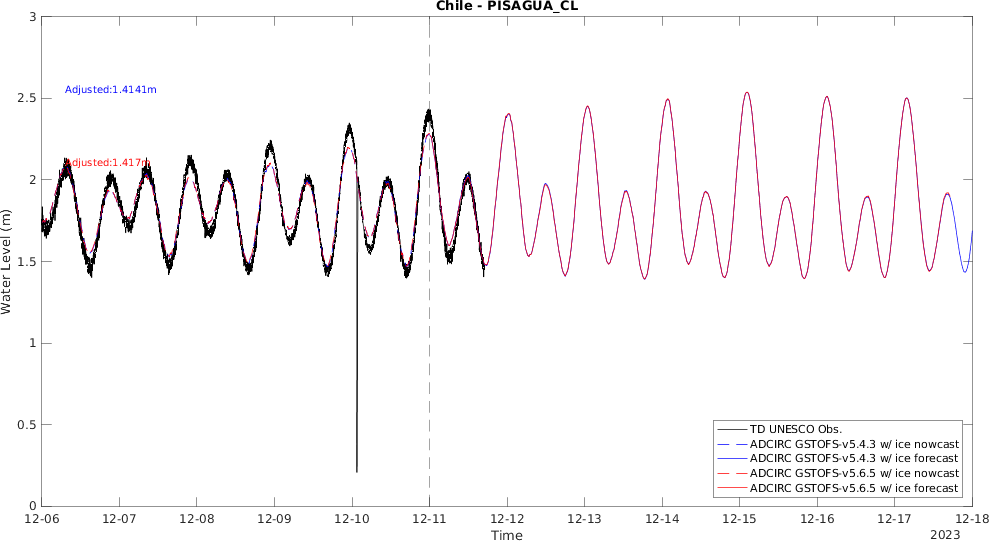 Chile - PISAGUA_CL
3
2.5
2
1.5
1
0.5
0
Water Level (m)
Adjusted:1.4141m
Adjusted:1.417m
TD UNESCO Obs.
ADCIRC GSTOFS-v5.4.3 w/ ice nowcast
ADCIRC GSTOFS-v5.4.3 w/ ice forecast
ADCIRC GSTOFS-v5.6.5 w/ ice nowcast
ADCIRC GSTOFS-v5.6.5 w/ ice forecast
12-06 12-07 12-08 12-09 12-10 12-11 12-12 12-13 12-14 12-15 12-16 12-17 12-18
Time
2023